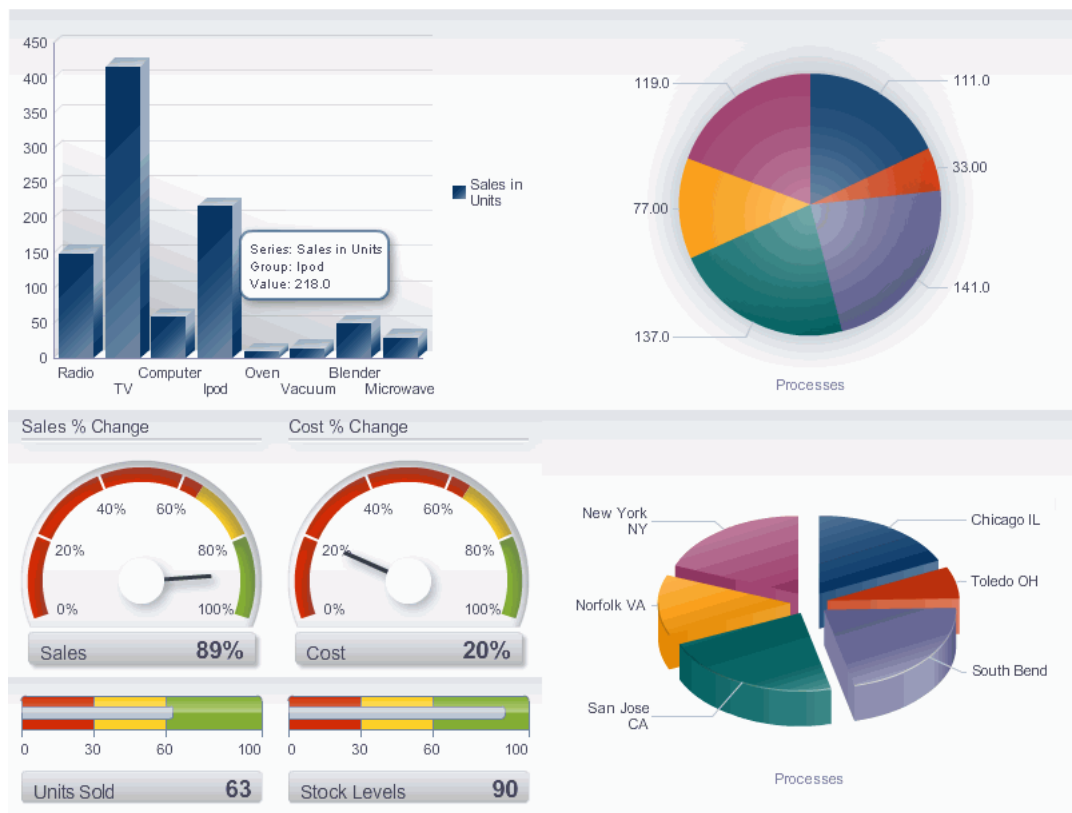 450
400
350
300
250
200
150
100
50
0
Radio
TV
Computer
Ipod
Oven
Vacuum
Blender
Microwave
Series: Sales in Units
Group: Ipod
Value: 218.0
Sales in
Units
119.0
111.0
33.00
77.00
141.0
137.0
Processes
Sales % Change
0%
20%
40%
60%
80%
100%
Sales
89%
Cost % Change
0%
20%
40%
60%
80%
100%
Cost
20%
0
30
60
100
Units Sold
63
0
30
60
100
Stock Levels
90
New York
NY
Chicago IL
Toledo OH
Norfolk VA
South Bend
San Jose
CA
Processes